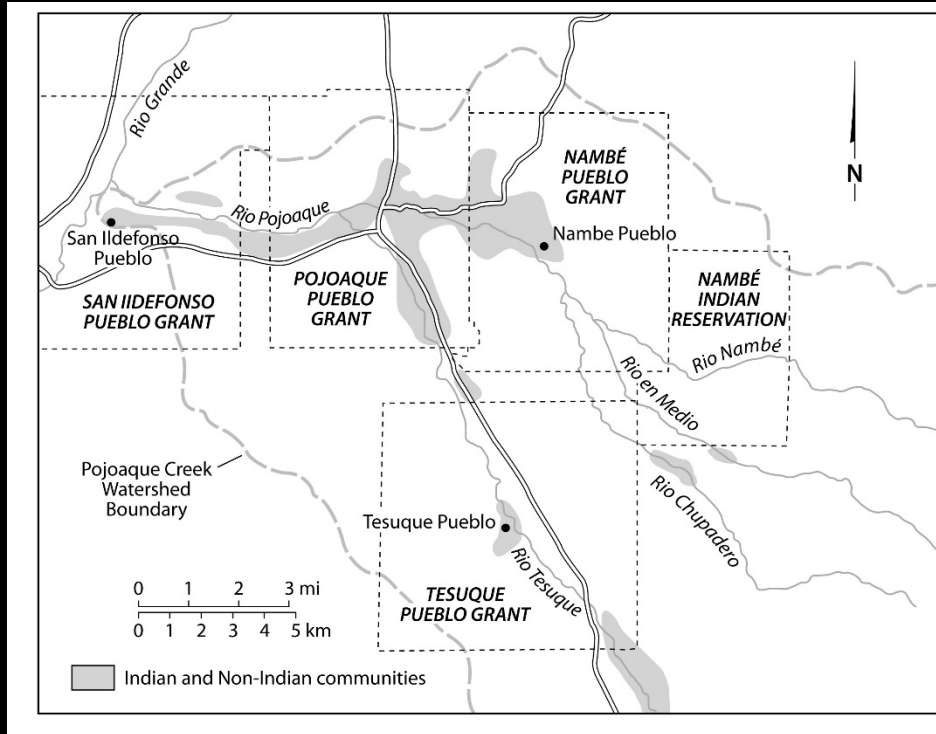 Rio Grande
N
NAMBÉ
PUEBLO
GRANT
Rio Pojoaque
San Ildefonso
Pueblo
Nambe Pueblo
SAN IIDEFONSO
PUEBLO GRANT
POJOAQUE
PUEBLO
GRANT
NAMBÉ
INDIAN
RESERVATION
Rio Nambé
Rio en Medio
Pojoaque Creek
Watershed
Boundary
Rio Chupadero
Tesuque Pueblo
Rio Tesuque
TESUQUE
PUEBLO GRANT
0 1 2 3 mi
0 1 2 3 4 5 km
Indian and Non-Indian communities